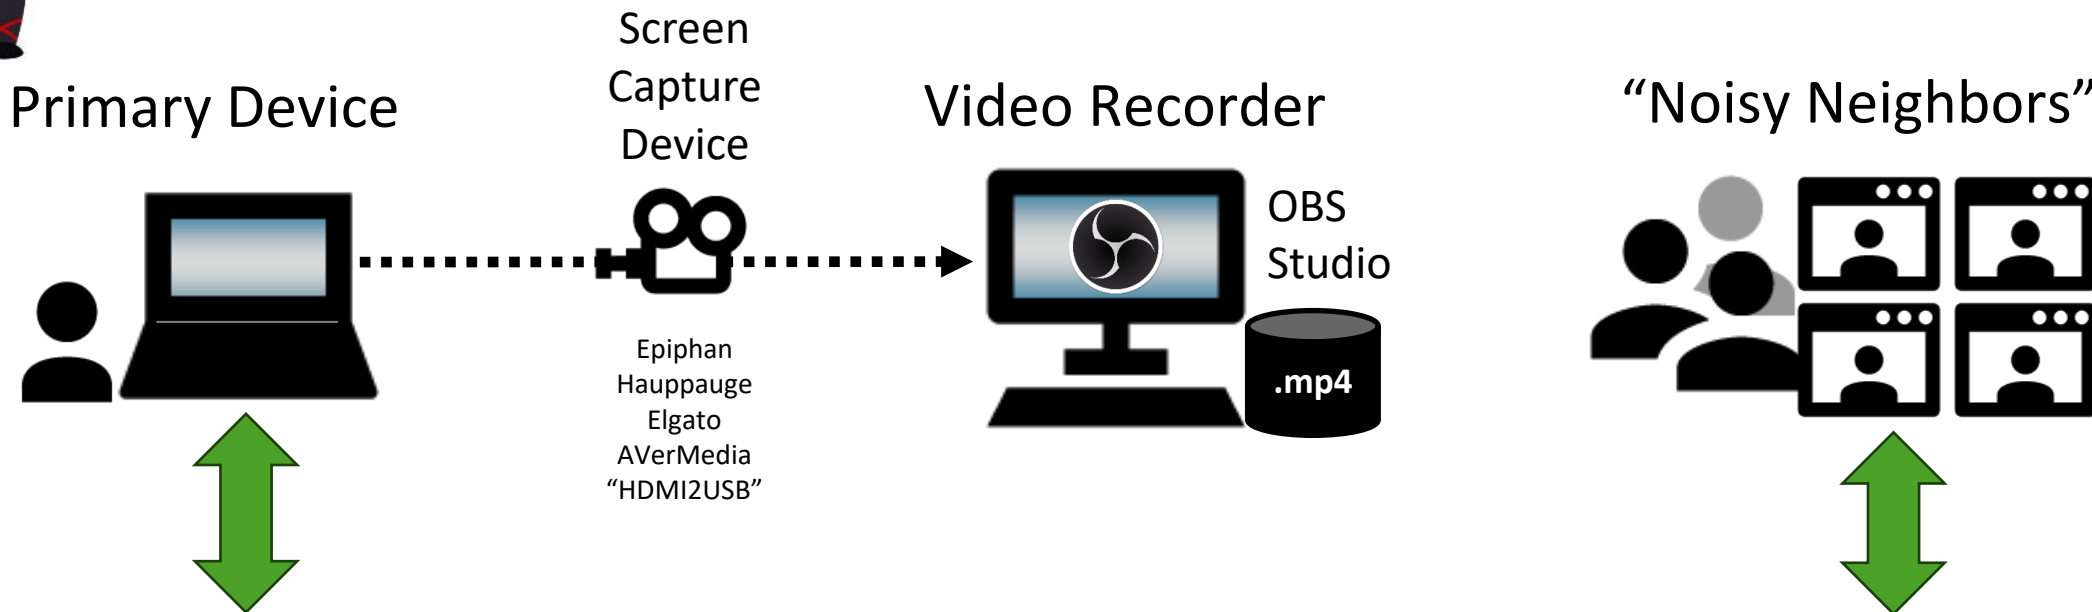 Primary Device
Screen
Capture
Device
Epiphan
Hauppauge
Elgato
AVerMedia
“HDMI2USB”
Video Recorder
OBS
Studio
.mp4
“Noisy Neighbors”